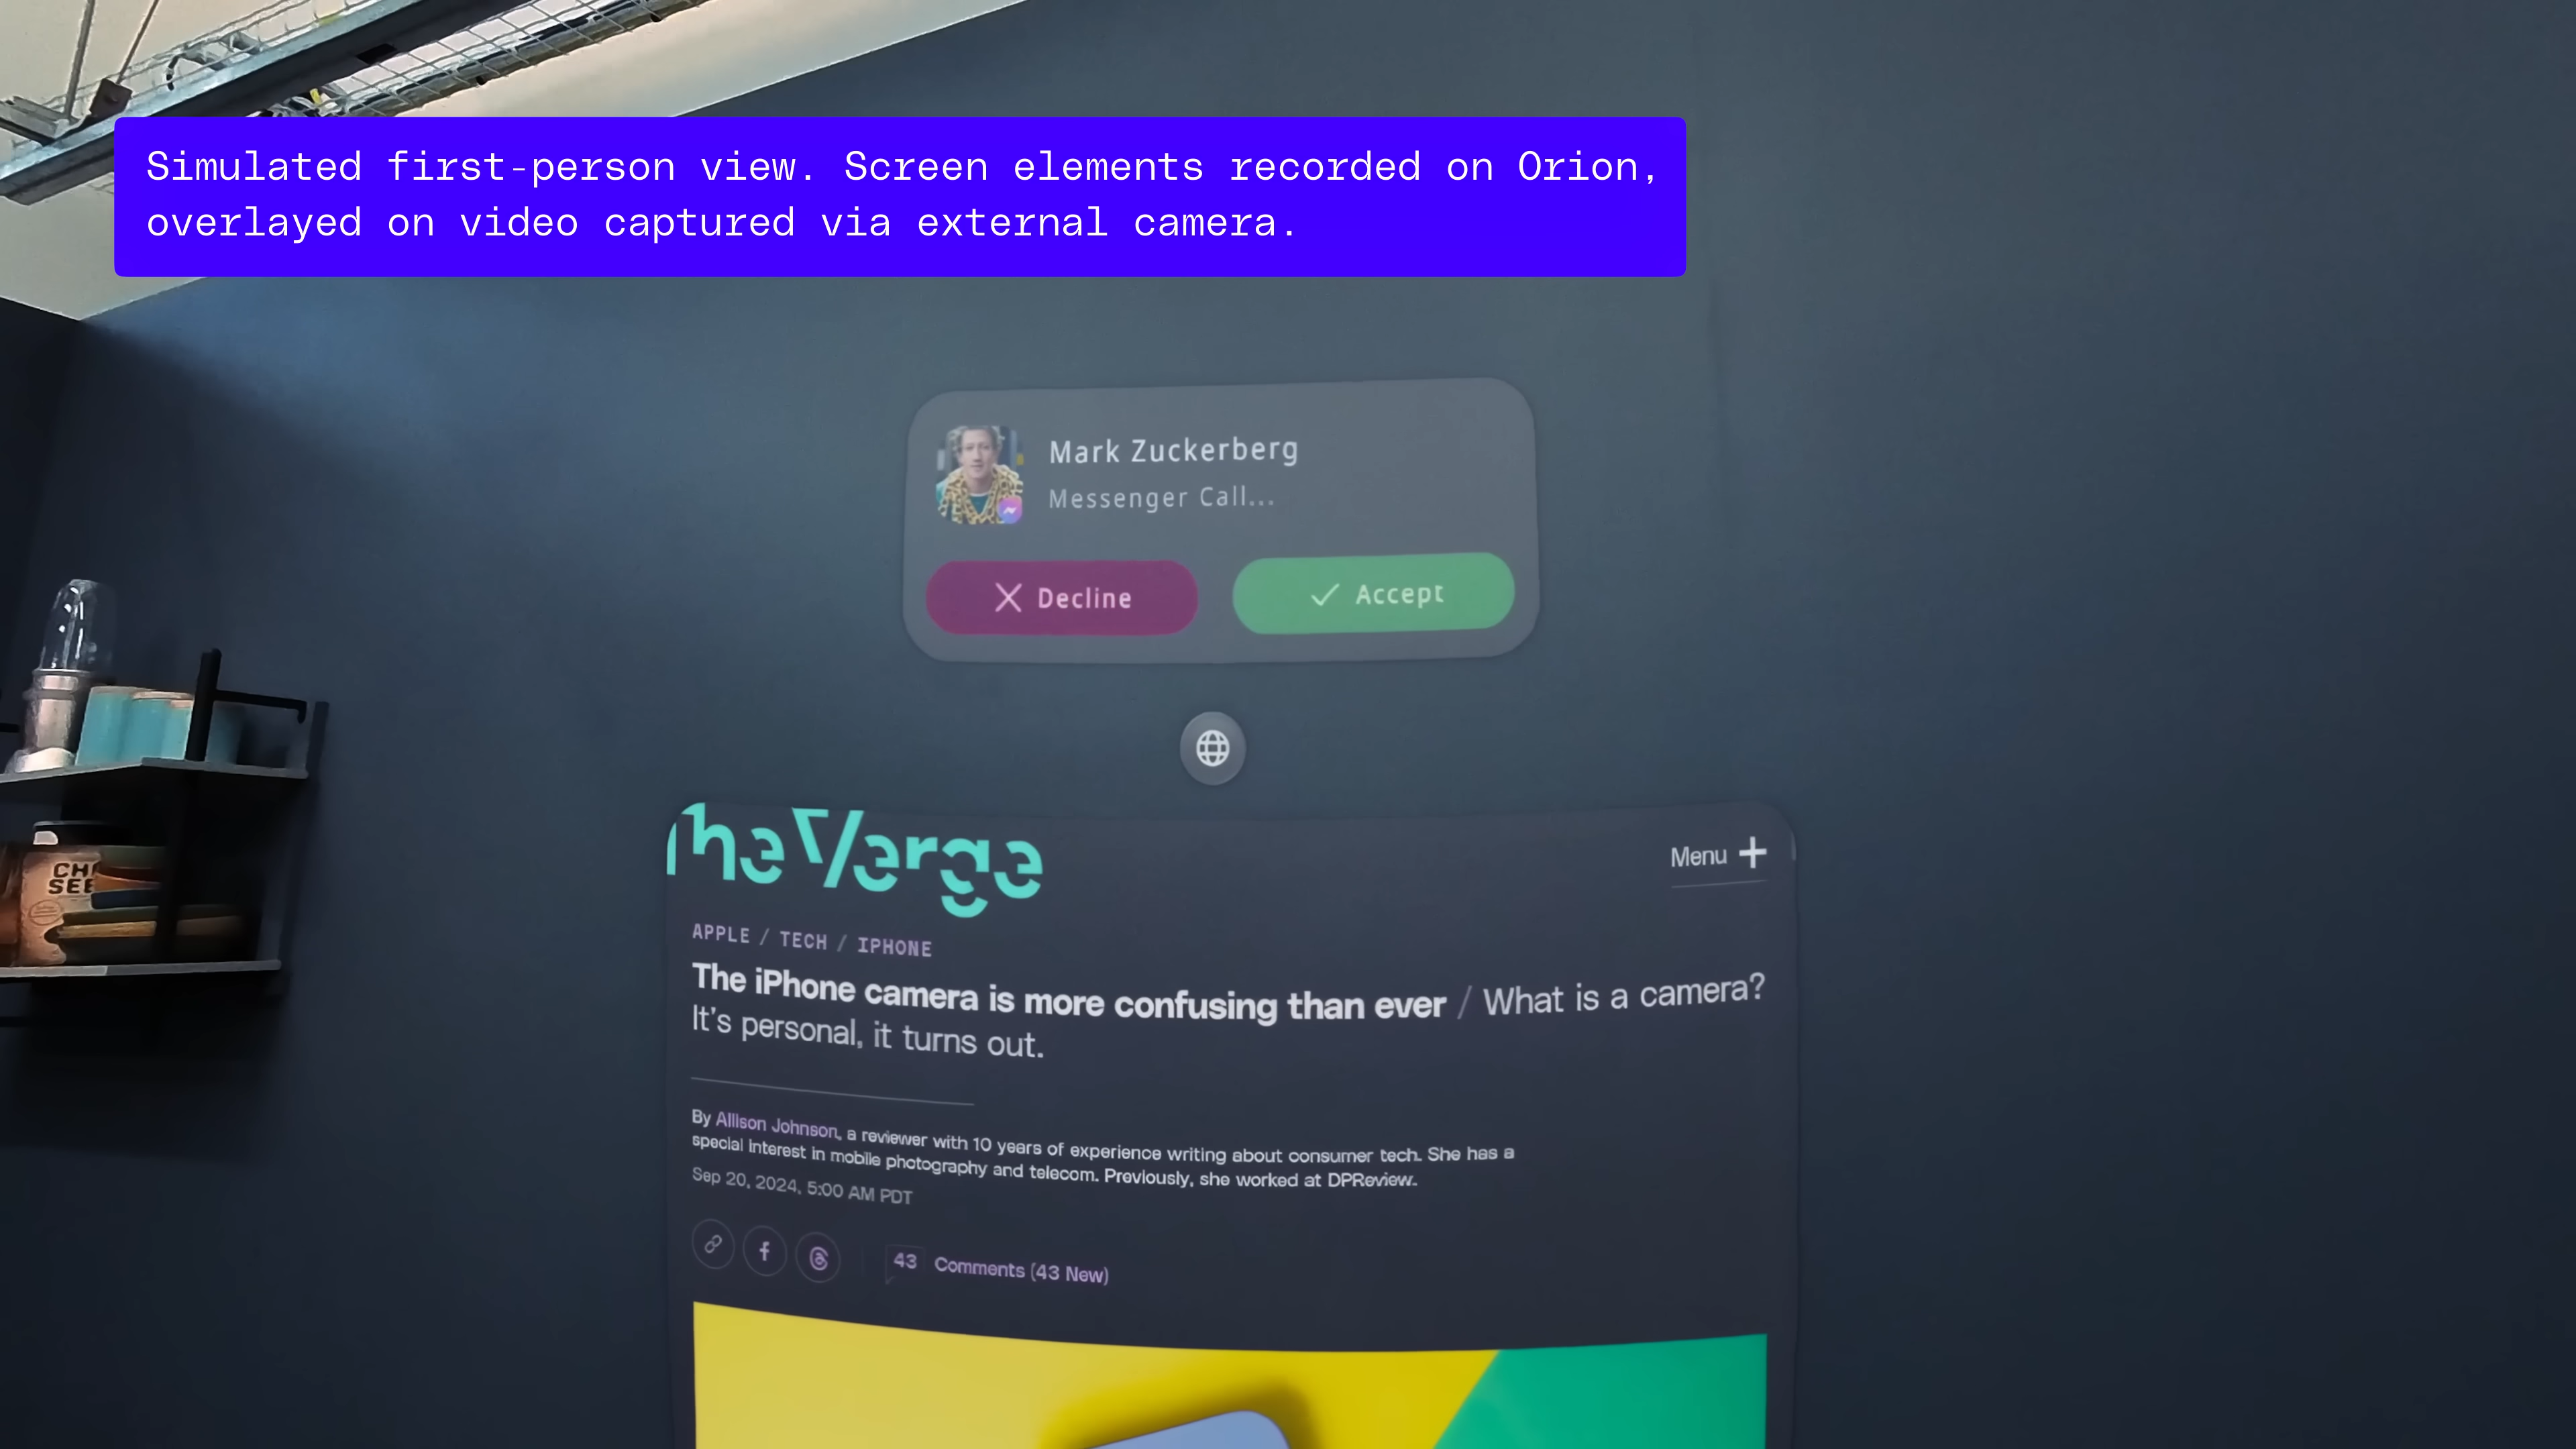 Simulated first-person view. Screen elements recorded on Orion,
overlayed on video captured via external camera.
Mark Zuckerberg
Messenger Call...
Decline
Accept
The Verge
Menu
APPLE / TECH / IPHONE
The iPhone camera is more confusing than ever / What is a camera?
It's personal, it turns out.
By Allison Johnson, a reviewer with 10 years of experience writing about consumer tech. She has a
special interest in mobile photography and telecom. Previously, she worked at DPReview.
Sep 20, 2024, 5:00 AM PDT
43 Comments (43 New)